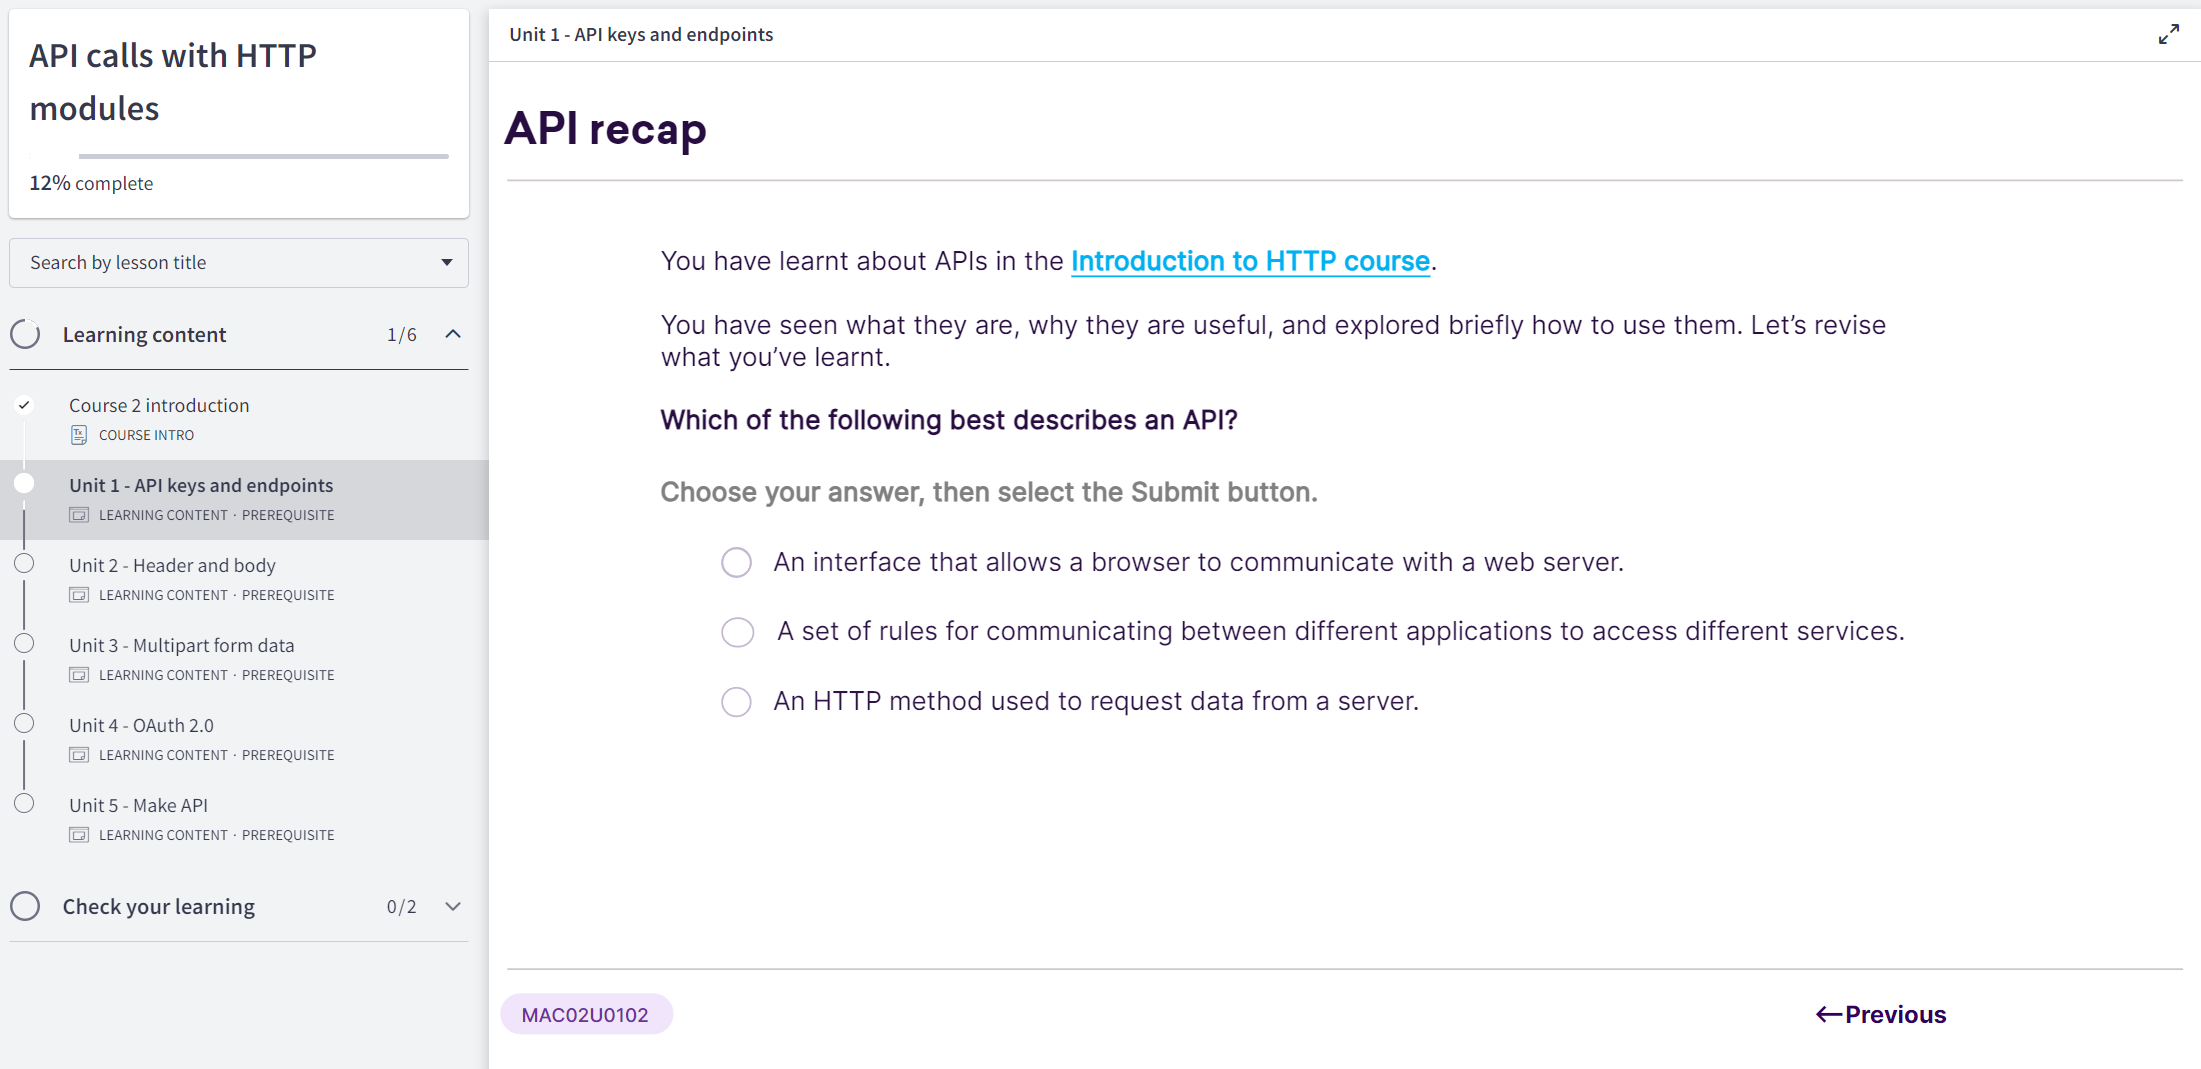 API calls with HTTP
modules
12% complete
Search by lesson title
Learning content 1/6
Course 2 introduction
COURSE INTRO
Unit 1 - API keys and endpoints
LEARNING CONTENT · PREREQUISITE
Unit 2 - Header and body
LEARNING CONTENT · PREREQUISITE
Unit 3 - Multipart form data
LEARNING CONTENT · PREREQUISITE
Unit 4 - OAuth 2.0
LEARNING CONTENT · PREREQUISITE
Unit 5 - Make API
LEARNING CONTENT · PREREQUISITE
Check your learning 0/2
Unit 1 - API keys and endpoints
API recap
You have learnt about APIs in the Introduction to HTTP course.
You have seen what they are, why they are useful, and explored briefly how to use them. Let’s revise
what you’ve learnt.
Which of the following best describes an API?
Choose your answer, then select the Submit button.
An interface that allows a browser to communicate with a web server.
A set of rules for communicating between different applications to access different services.
An HTTP method used to request data from a server.
MAC02U0102
←Previous